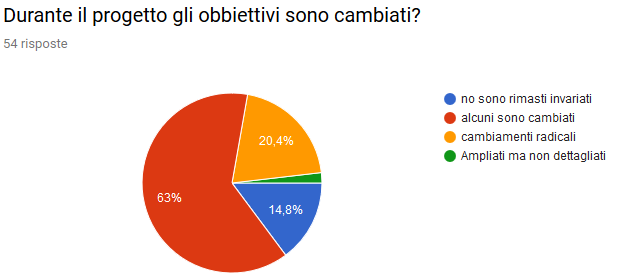 Durante il progetto gli obbiettivi sono cambiati?
54 risposte
no sono rimasti invariati
alcuni sono cambiati
cambiamenti radicali
Ampliati ma non dettagliati
20,4%
63%
14,8%